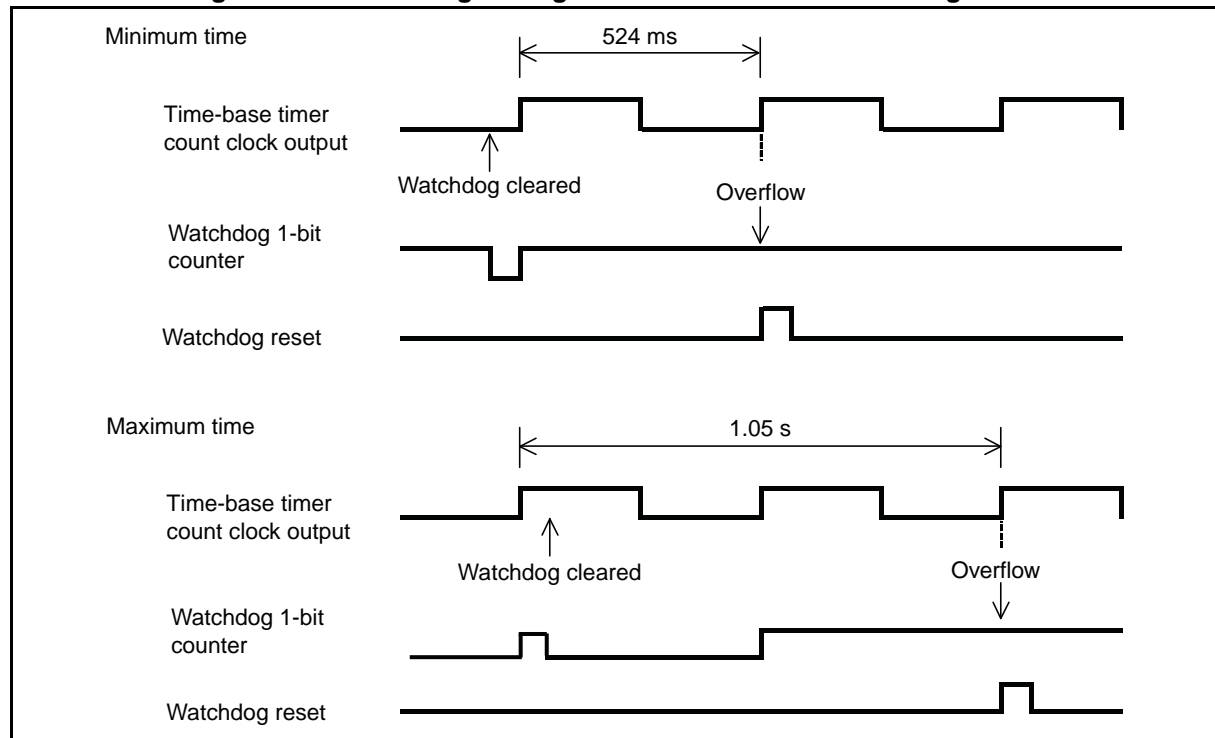 Minimum time
524 ms
Time-base timer
count clock output
Watchdog cleared
Overflow
Watchdog 1-bit
counter
Watchdog reset
Maximum time
1.05 s
Time-base timer
count clock output
Watchdog cleared
Overflow
Watchdog 1-bit
counter
Watchdog reset